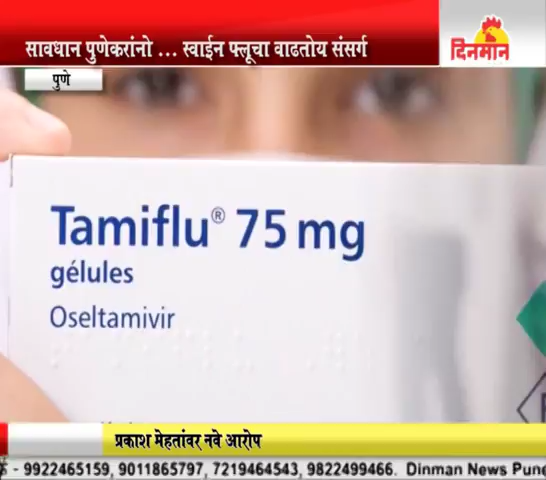 सावधान पुणेकरांनो ... स्वाईन फ्लूचा वाढतोय संसर्ग
दिनमान
पुणे
Tamiflu® 75 mg
gélules
Oseltamivir
प्रकाश मेहतांवर नवे आरोप
- 9922465159, 9011865797, 7219464543, 9822499466. Dinman News Pune